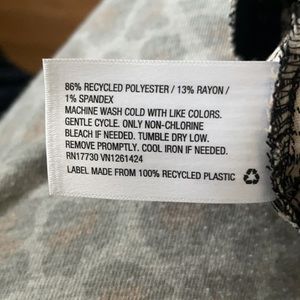 86% RECYCLED POLYESTER / 13% RAYON /
1% SPANDEX
MACHINE WASH COLD WITH LIKE COLORS.
GENTLE CYCLE. ONLY NON-CHLORINE
BLEACH IF NEEDED. TUMBLE DRY LOW.
REMOVE PROMPTLY. COOL IRON IF NEEDED.
RN17730 VN1261424
LABEL MADE FROM 100% RECYCLED PLASTIC